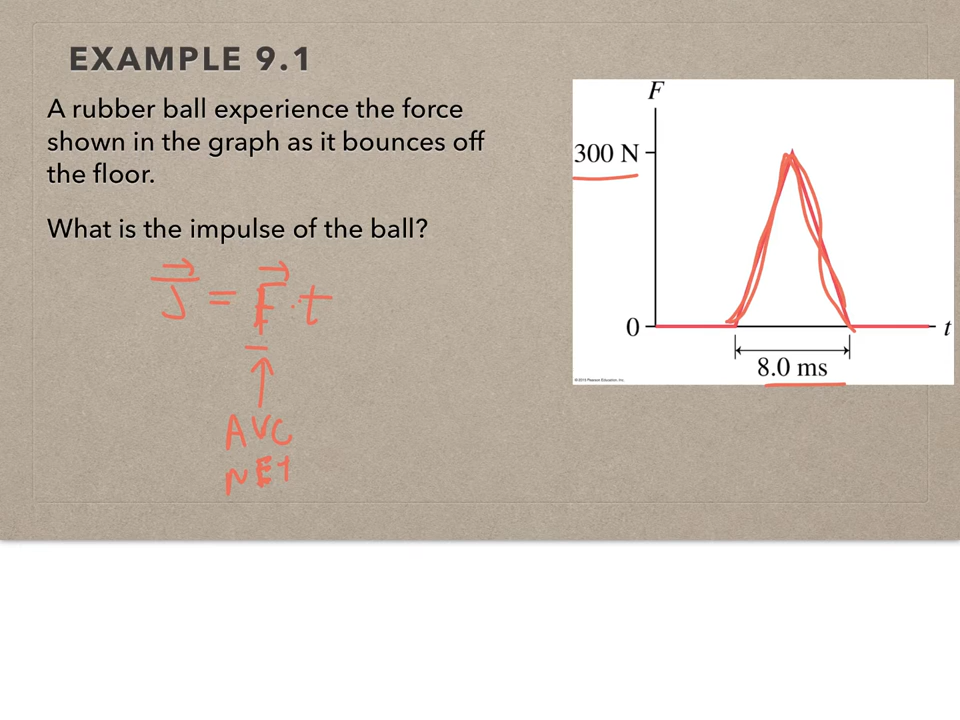 EXAMPLE 9.1
A rubber ball experience the force
shown in the graph as it bounces off
the floor.
What is the impulse of the ball?
J = F · t
AVG
NET
F
300 N
0
t
8.0 ms